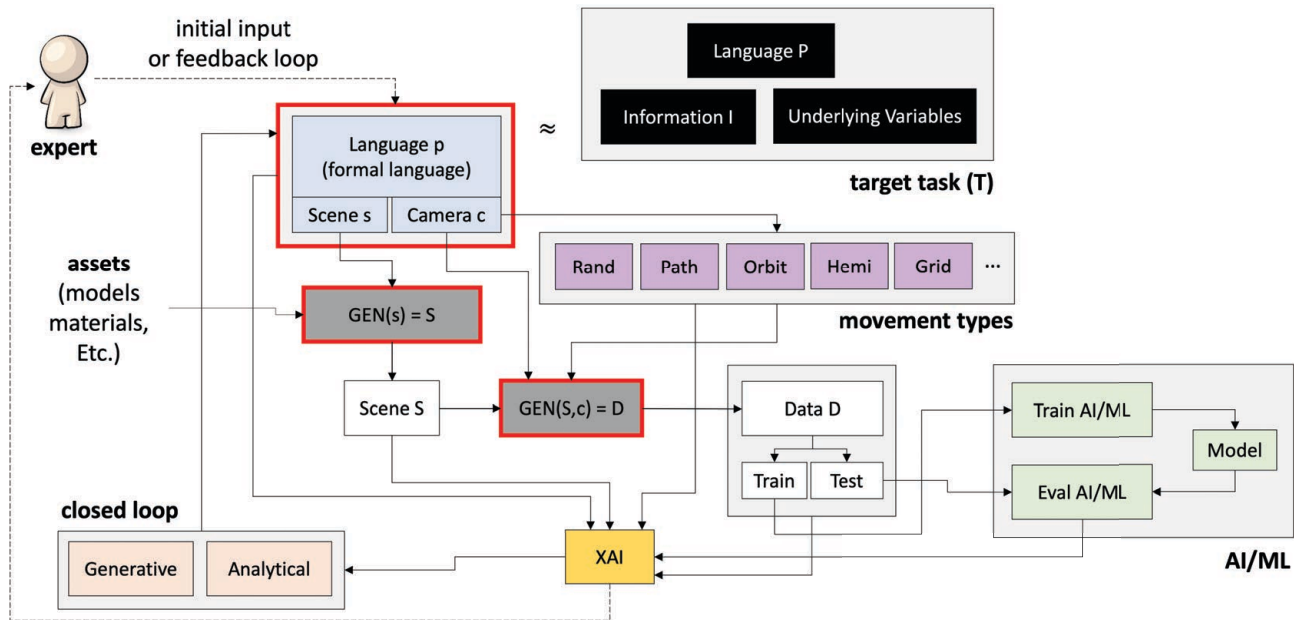 initial input
or feedback loop
expert
Language p
(formal language)
Scene s
Camera c
≈
Language P
Information I
Underlying Variables
target task (T)
Rand
Path
Orbit
Hemi
Grid
...
movement types
assets
(models
materials,
Etc.)
GEN(s) = S
Scene S
GEN(S,c) = D
Data D
Train
Test
Train AI/ML
Model
Eval AI/ML
AI/ML
closed loop
Generative
Analytical
XAI